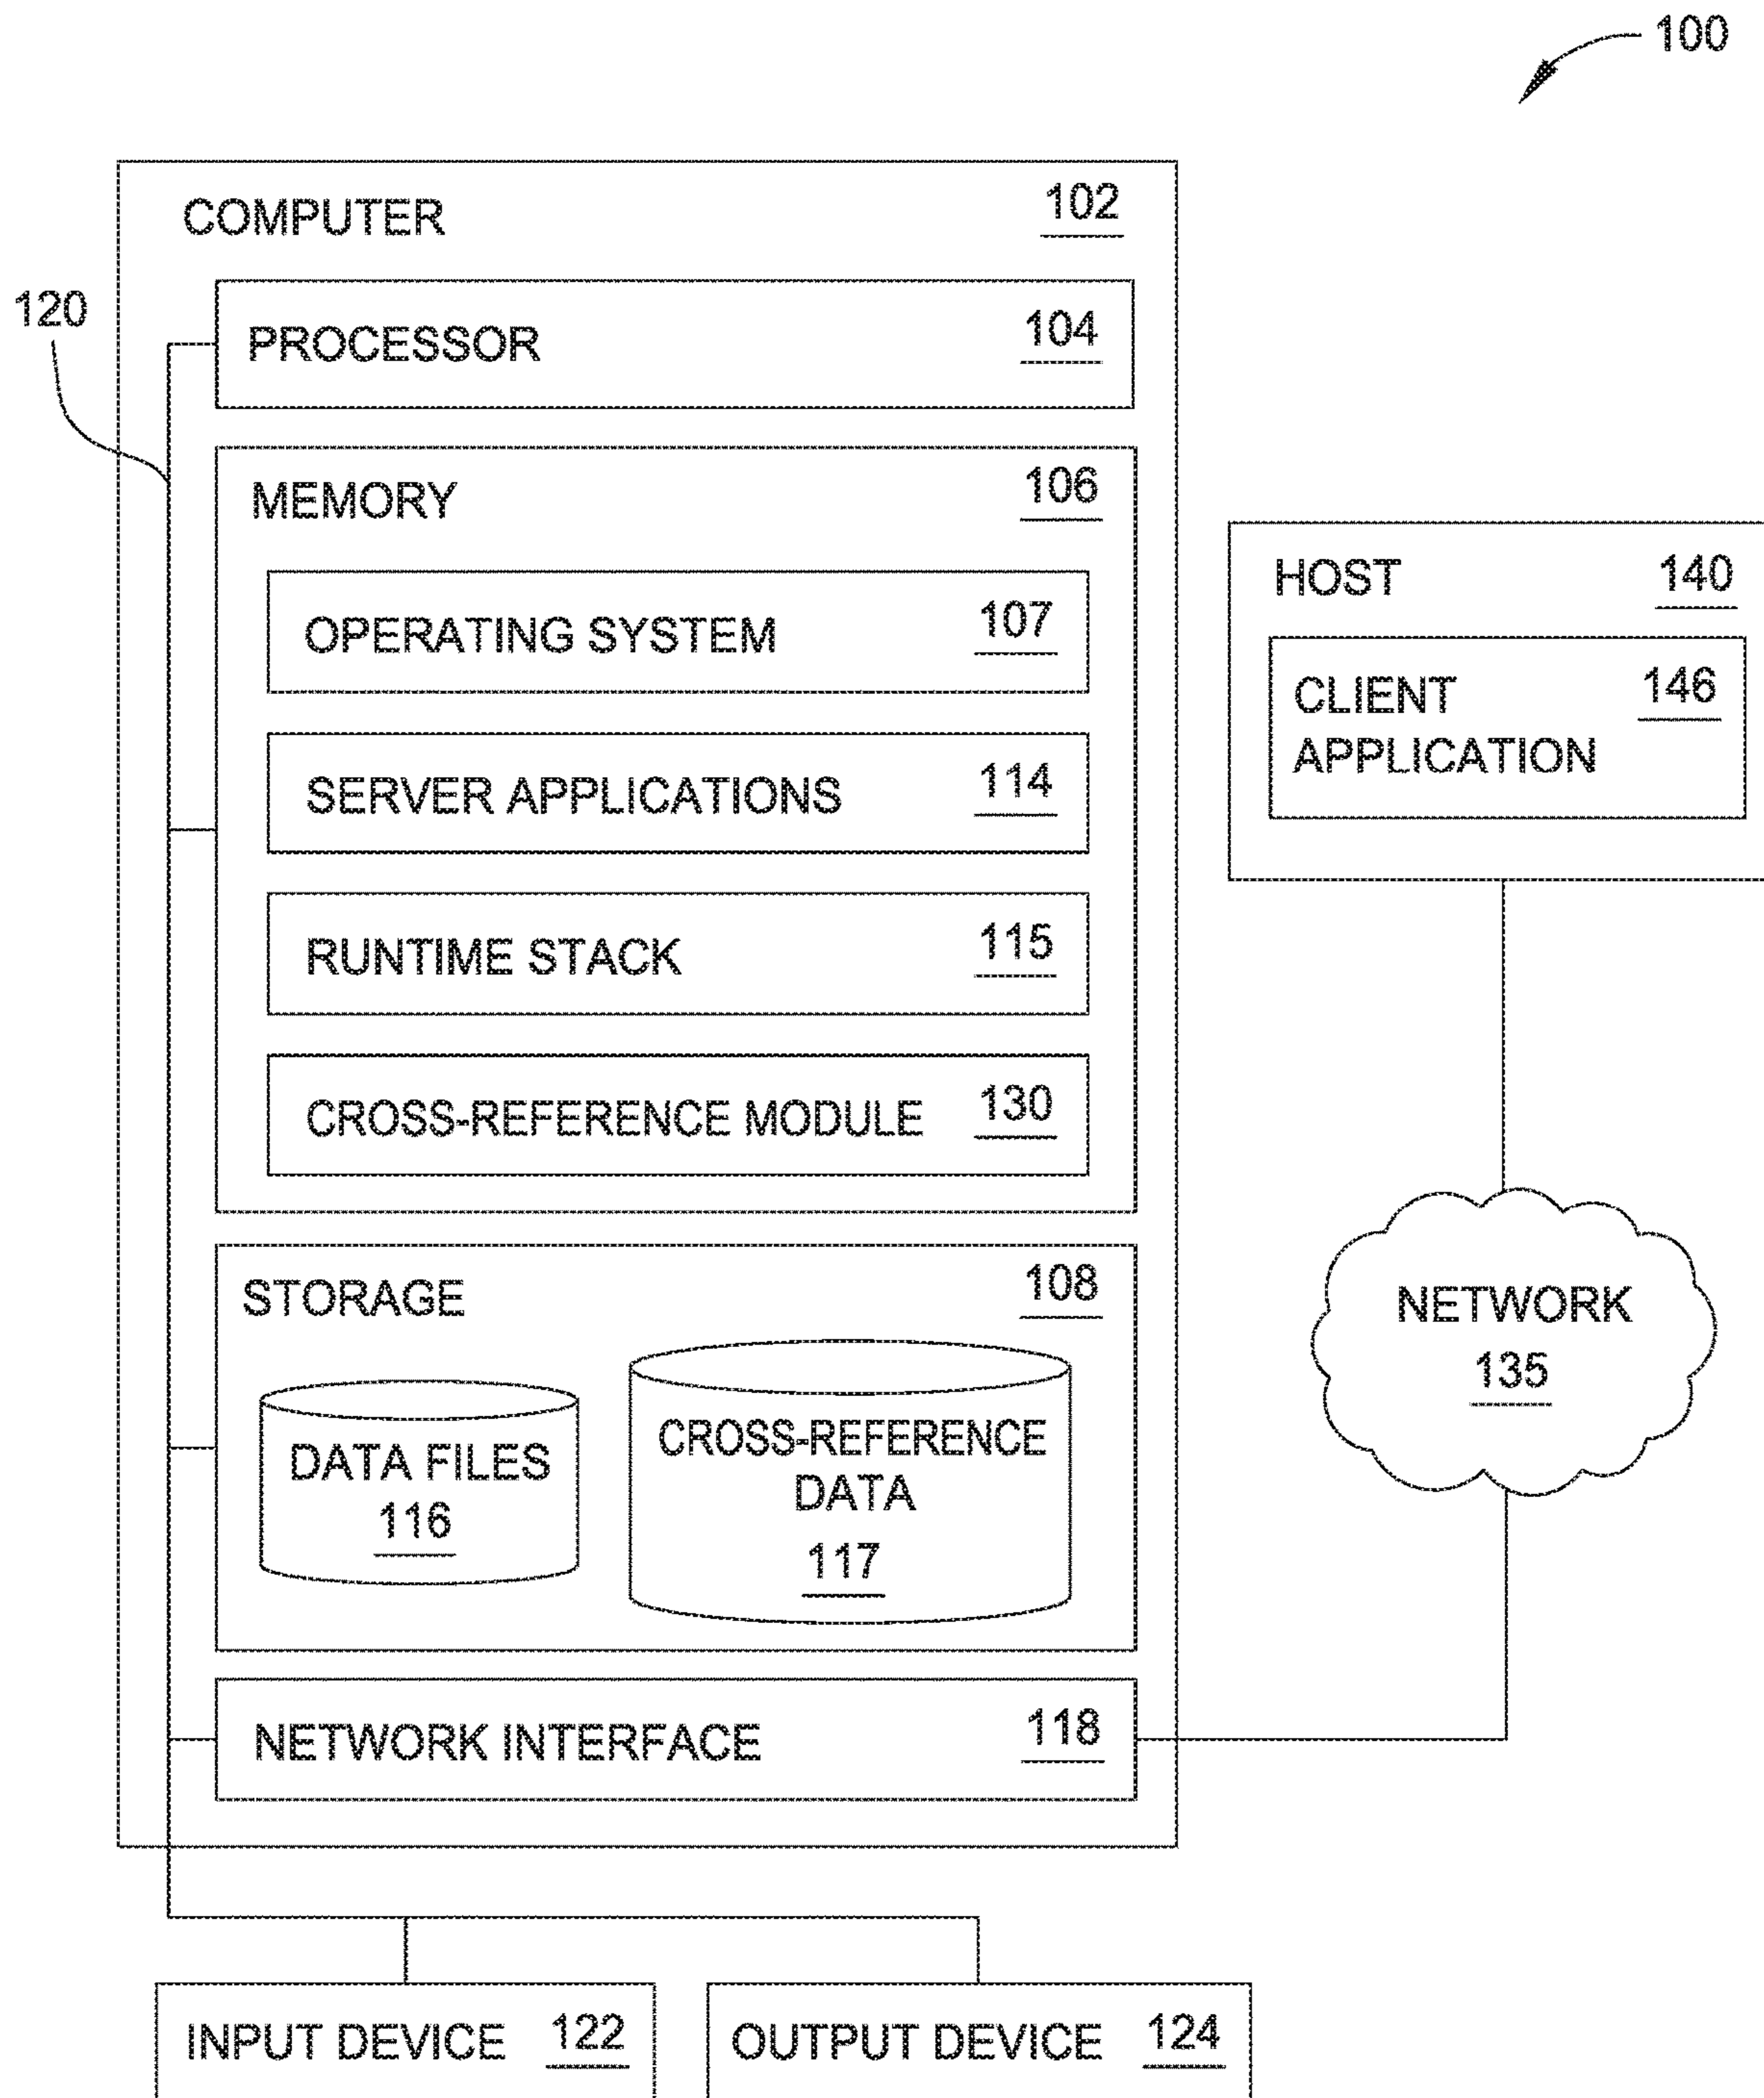 100
COMPUTER 102
120
PROCESSOR 104
MEMORY 106
OPERATING SYSTEM 107
SERVER APPLICATIONS 114
RUNTIME STACK 115
CROSS-REFERENCE MODULE 130
HOST 140
CLIENT 146
APPLICATION
STORAGE 108
DATA FILES
116
CROSS-REFERENCE
DATA
117
NETWORK
135
NETWORK INTERFACE 118
INPUT DEVICE 122
OUTPUT DEVICE 124